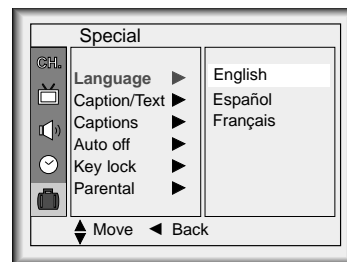 Special
CH.
Language ▶ English
Caption/Text ▶ Español
Captions ▶ Français
Auto off ▶
Key lock ▶
Parental ▶
Move ◀ Back